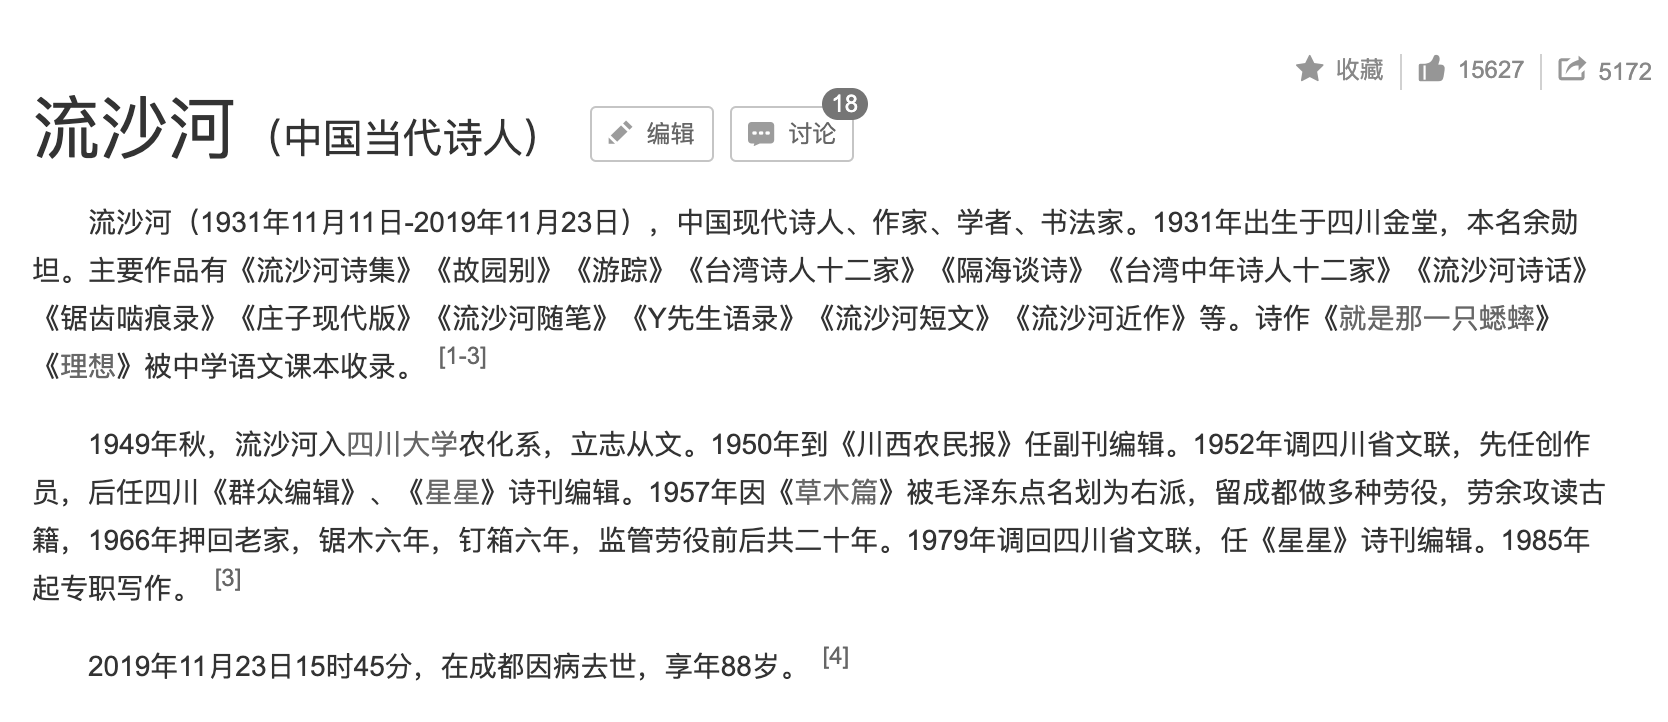 收藏 15627 5172
流沙河（中国当代诗人） 编辑 讨论 18
流沙河（1931年11月11日-2019年11月23日），中国现代诗人、作家、学者、书法家。1931年出生于四川金堂，本名余勋
坦。主要作品有《流沙河诗集》《故园别》《游踪》《台湾诗人十二家》《隔海谈诗》《台湾中年诗人十二家》《流沙河诗话》
《锯齿啮痕录》《庄子现代版》《流沙河随笔》《Y先生语录》《流沙河短文》《流沙河近作》等。诗作《就是那一只蟋蟀》
《理想》被中学语文课本收录。 [1-3]
1949年秋，流沙河入四川大学农化系，立志从文。1950年到《川西农民报》任副刊编辑。1952年调四川省文联，先任创作
员，后任四川《群众编辑》、《星星》诗刊编辑。1957年因《草木篇》被毛泽东点名划为右派，留成都做多种劳役，劳余攻读古
籍，1966年押回老家，锯木六年，钉箱六年，监管劳役前后共二十年。1979年调回四川省文联，任《星星》诗刊编辑。1985年
起专职写作。 [3]
2019年11月23日15时45分，在成都因病去世，享年88岁。 [4]